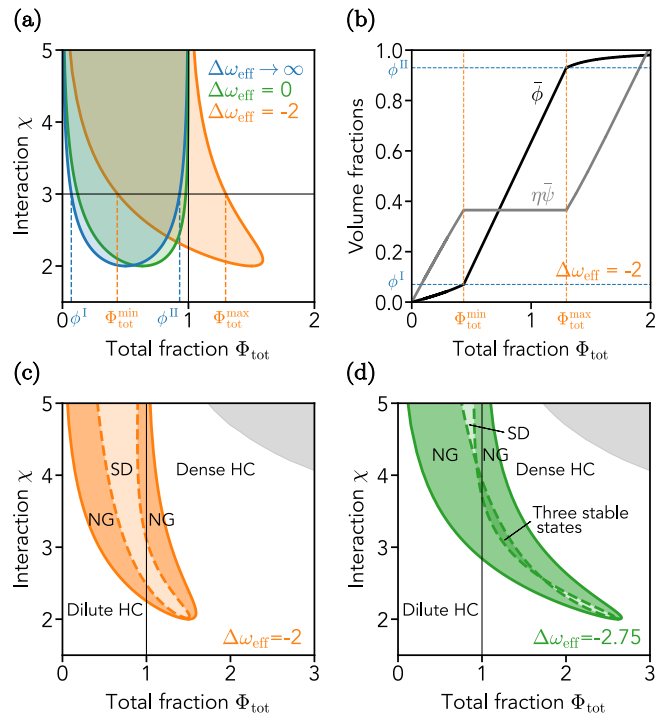 (a)
5
4
3
2
Interaction χ
Δω_eff → ∞
Δω_eff = 0
Δω_eff = -2
0
ϕ^I
Φ_tot^min
ϕ^II
1
Φ_tot^max
2
Total fraction Φ_tot
(b)
1.0
0.8
0.6
0.4
0.2
0.0
ϕ^II
ϕ^I
Volume fractions
ϕ̄
ηψ̄
Δω_eff = -2
0
Φ_tot^min
1
Φ_tot^max
2
Total fraction Φ_tot
(c)
5
4
3
2
Interaction χ
SD
Dense HC
NG
NG
Dilute HC
Δω_eff=-2
0
1
2
3
Total fraction Φ_tot
(d)
5
4
3
2
Interaction χ
SD
NG
NG
Dense HC
Three stable
states
Dilute HC
Δω_eff=-2.75
0
1
2
3
Total fraction Φ_tot